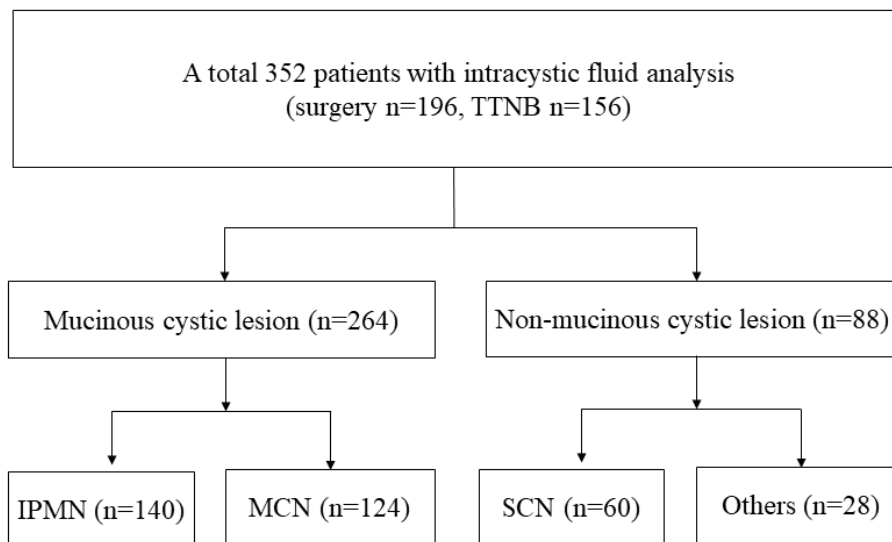 A total 352 patients with intracystic fluid analysis
(surgery n=196, TTNB n=156)
Mucinous cystic lesion (n=264)
Non-mucinous cystic lesion (n=88)
IPMN (n=140)
MCN (n=124)
SCN (n=60)
Others (n=28)